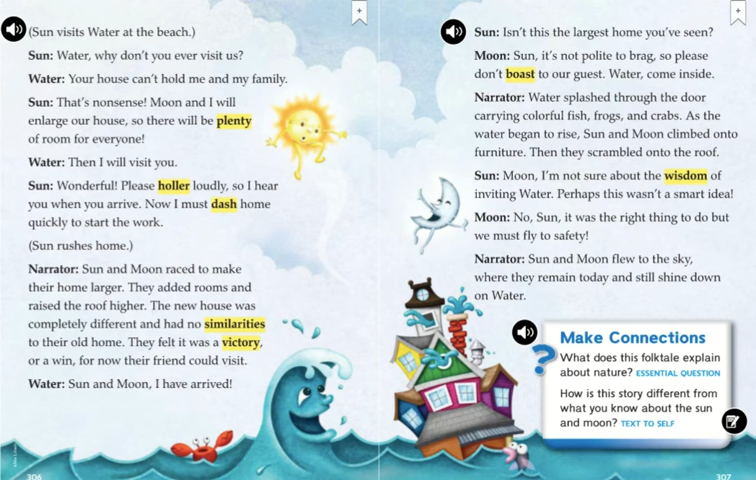 (Sun visits Water at the beach.)
Sun: Water, why don't you ever visit us?
Water: Your house can't hold me and my family.
Sun: That's nonsense! Moon and I will
enlarge our house, so there will be plenty
of room for everyone!
Water: Then I will visit you.
Sun: Wonderful! Please holler loudly, so I hear
you when you arrive. Now I must dash home
quickly to start the work.
(Sun rushes home.)
Narrator: Sun and Moon raced to make
their home larger. They added rooms and
raised the roof higher. The new house was
completely different and had no similarities
to their old home. They felt it was a victory,
or a win, for now their friend could visit.
Water: Sun and Moon, I have arrived!
306
Sun: Isn't this the largest home you've seen?
Moon: Sun, it's not polite to brag, so please
don't boast to our guest. Water, come inside.
Narrator: Water splashed through the door
carrying colorful fish, frogs, and crabs. As the
water began to rise, Sun and Moon climbed onto
furniture. Then they scrambled onto the roof.
Sun: Moon, I'm not sure about the wisdom of
inviting Water. Perhaps this wasn't a smart idea!
Moon: No, Sun, it was the right thing to do but
we must fly to safety!
Narrator: Sun and Moon flew to the sky,
where they remain today and still shine down
on Water.
?
Make Connections
What does this folktale explain
about nature? ESSENTIAL QUESTION
How is this story different from
what you know about the sun
and moon? TEXT TO SELF
307